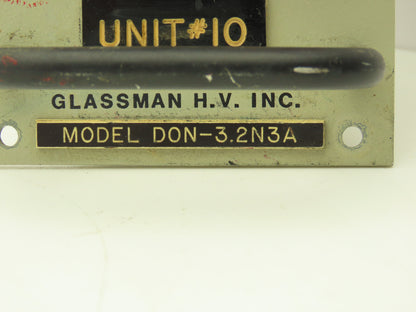 UNIT#10
GLASSMAN H.V. INC.
MODEL DON-3.2N3A